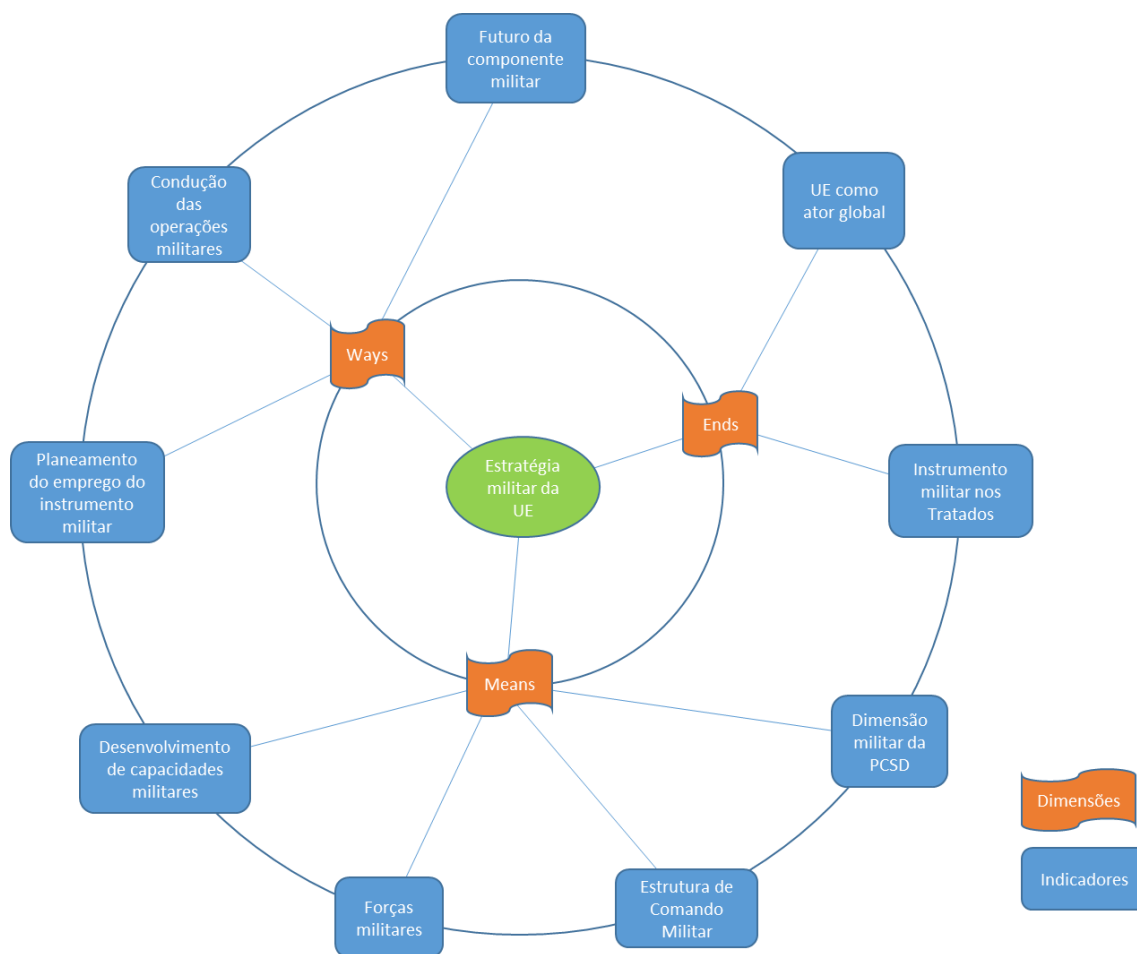 Futuro da
componente
militar
UE como
ator global
Condução
das
operações
militares
Ways
Ends
Estratégia
militar da
UE
Planeamento
do emprego do
instrumento
militar
Instrumento
militar nos
Tratados
Means
Dimensão
militar da
PCSD
Desenvolvimento
de capacidades
militares
Dimensões
Indicadores
Forças
militares
Estrutura de
Comando
Militar